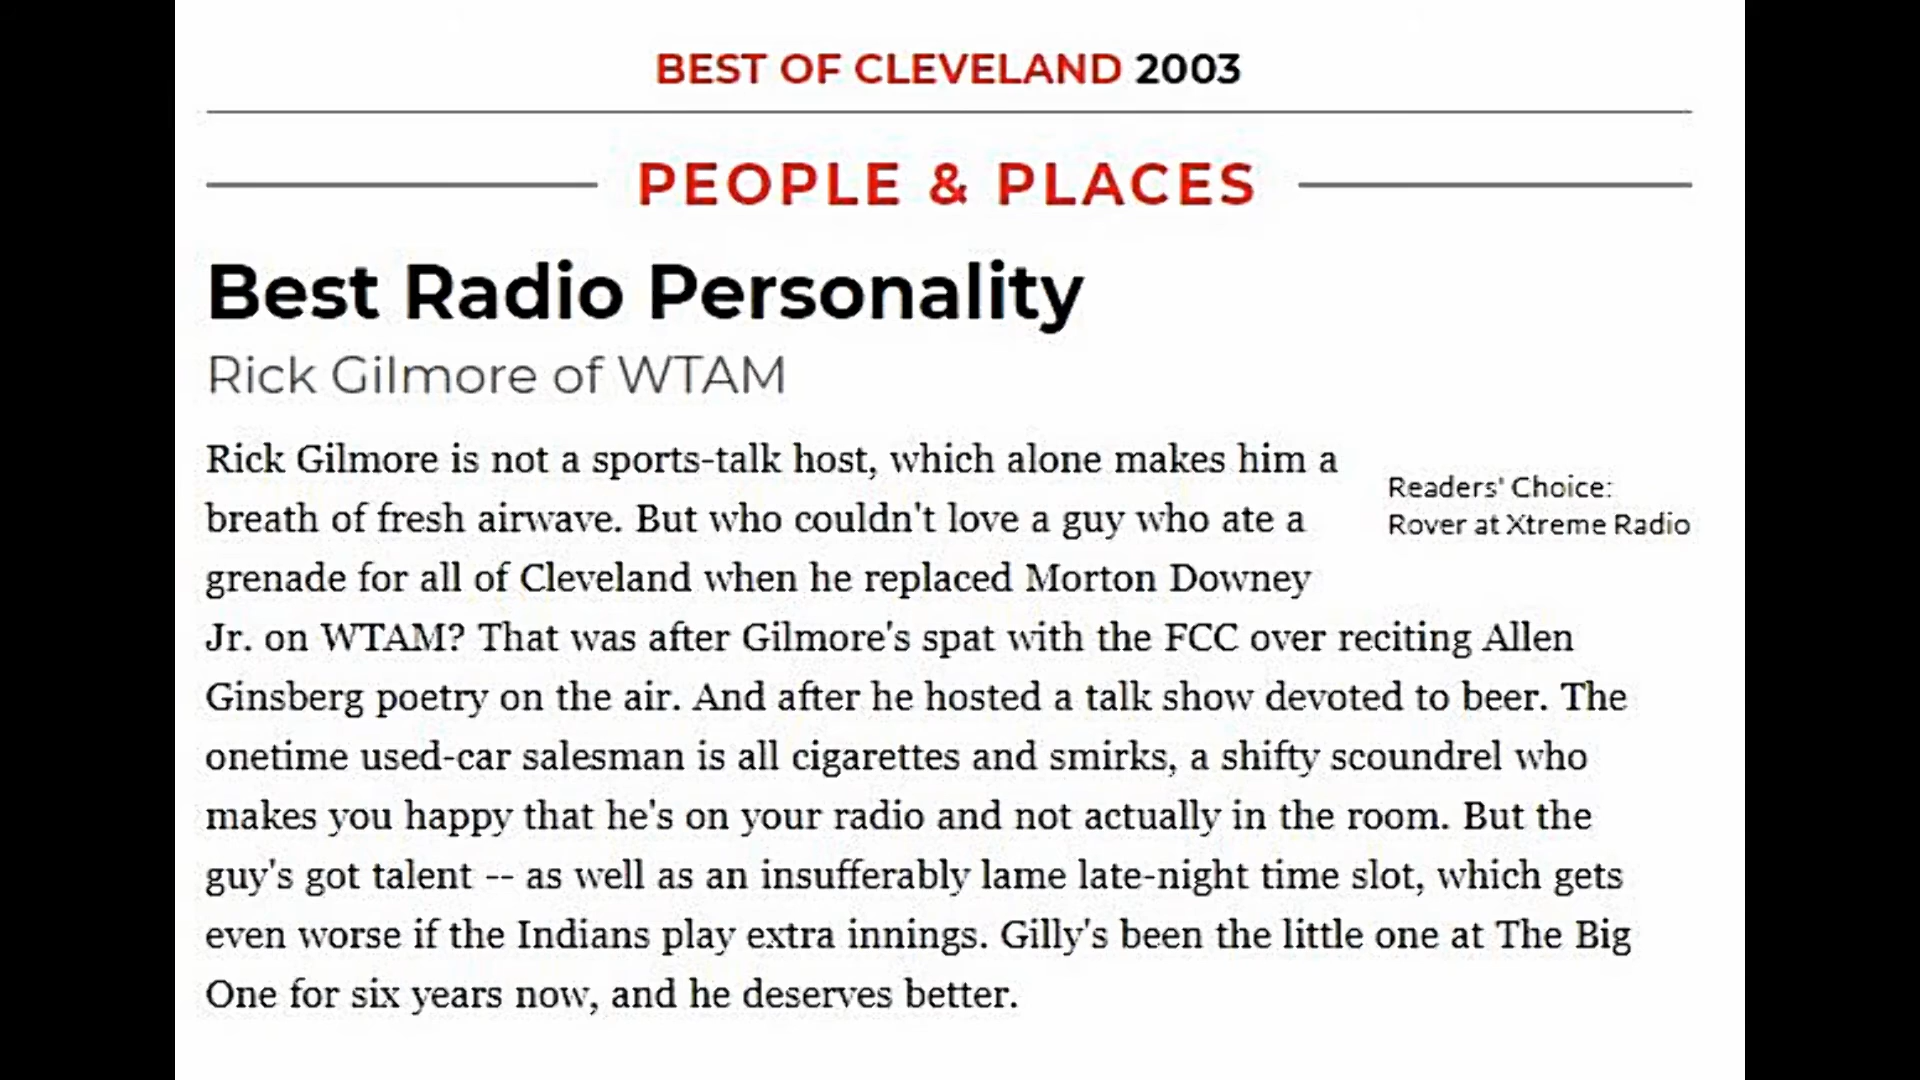 BEST OF CLEVELAND 2003
PEOPLE & PLACES
Best Radio Personality
Rick Gilmore of WTAM
Rick Gilmore is not a sports-talk host, which alone makes him a
breath of fresh airwave. But who couldn't love a guy who ate a
grenade for all of Cleveland when he replaced Morton Downey
Jr. on WTAM? That was after Gilmore's spat with the FCC over reciting Allen
Ginsberg poetry on the air. And after he hosted a talk show devoted to beer. The
onetime used-car salesman is all cigarettes and smirks, a shifty scoundrel who
makes you happy that he's on your radio and not actually in the room. But the
guy's got talent -- as well as an insufferably lame late-night time slot, which gets
even worse if the Indians play extra innings. Gilly's been the little one at The Big
One for six years now, and he deserves better.
Readers' Choice:
Rover at Xtreme Radio